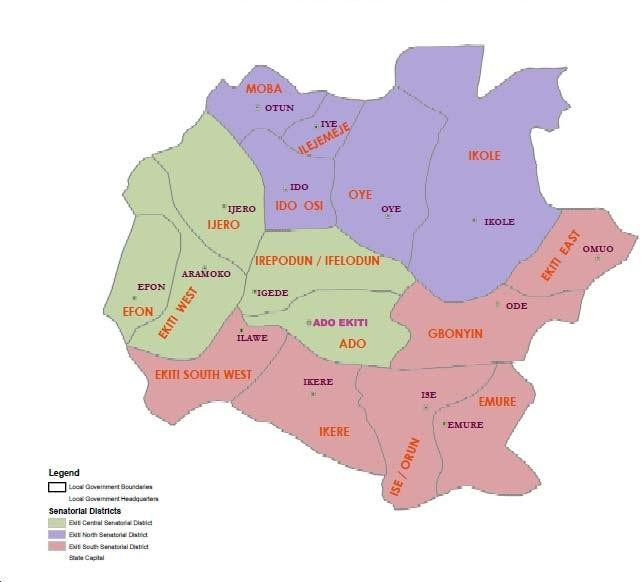 MOBA
OTUN
IYE
ILEJEMEJE
IKOLE
IDO
IDO OSI
OYE
OYE
IKOLE
IJERO
IJERO
EKITI EAST
OMUO
IREPODUN / IFELODUN
ARAMOKO
EFON
EFON
EKITI WEST
IGEDE
ODE
ADO EKITI
ADO
GBONYIN
ILAWE
EKITI SOUTH WEST
IKERE
IKERE
ISE
ISE / ORUN
EMURE
EMURE
Legend
Local Government Boundaries
Local Government Headquarters
Senatorial Districts
Ekiti Central Senatorial District
Ekiti North Senatorial District
Ekiti South Senatorial District
State Capital